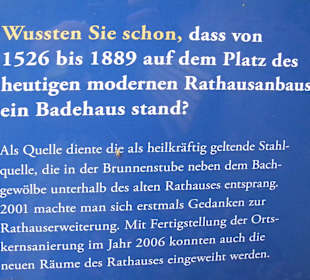 Wussten Sie schon, dass von
1526 bis 1889 auf dem Platz des
heutigen modernen Rathausanbaus
ein Badehaus stand?
Als Quelle diente die als heilkräftig geltende Stahl-
quelle, die in der Brunnenstube neben dem Bach-
gewölbe unterhalb des alten Rathauses entsprang.
2001 machte man sich erstmals Gedanken zur
Rathauserweiterung. Mit Fertigstellung der Orts-
kernsanierung im Jahr 2006 konnten auch die
neuen Räume des Rathauses eingeweiht werden.